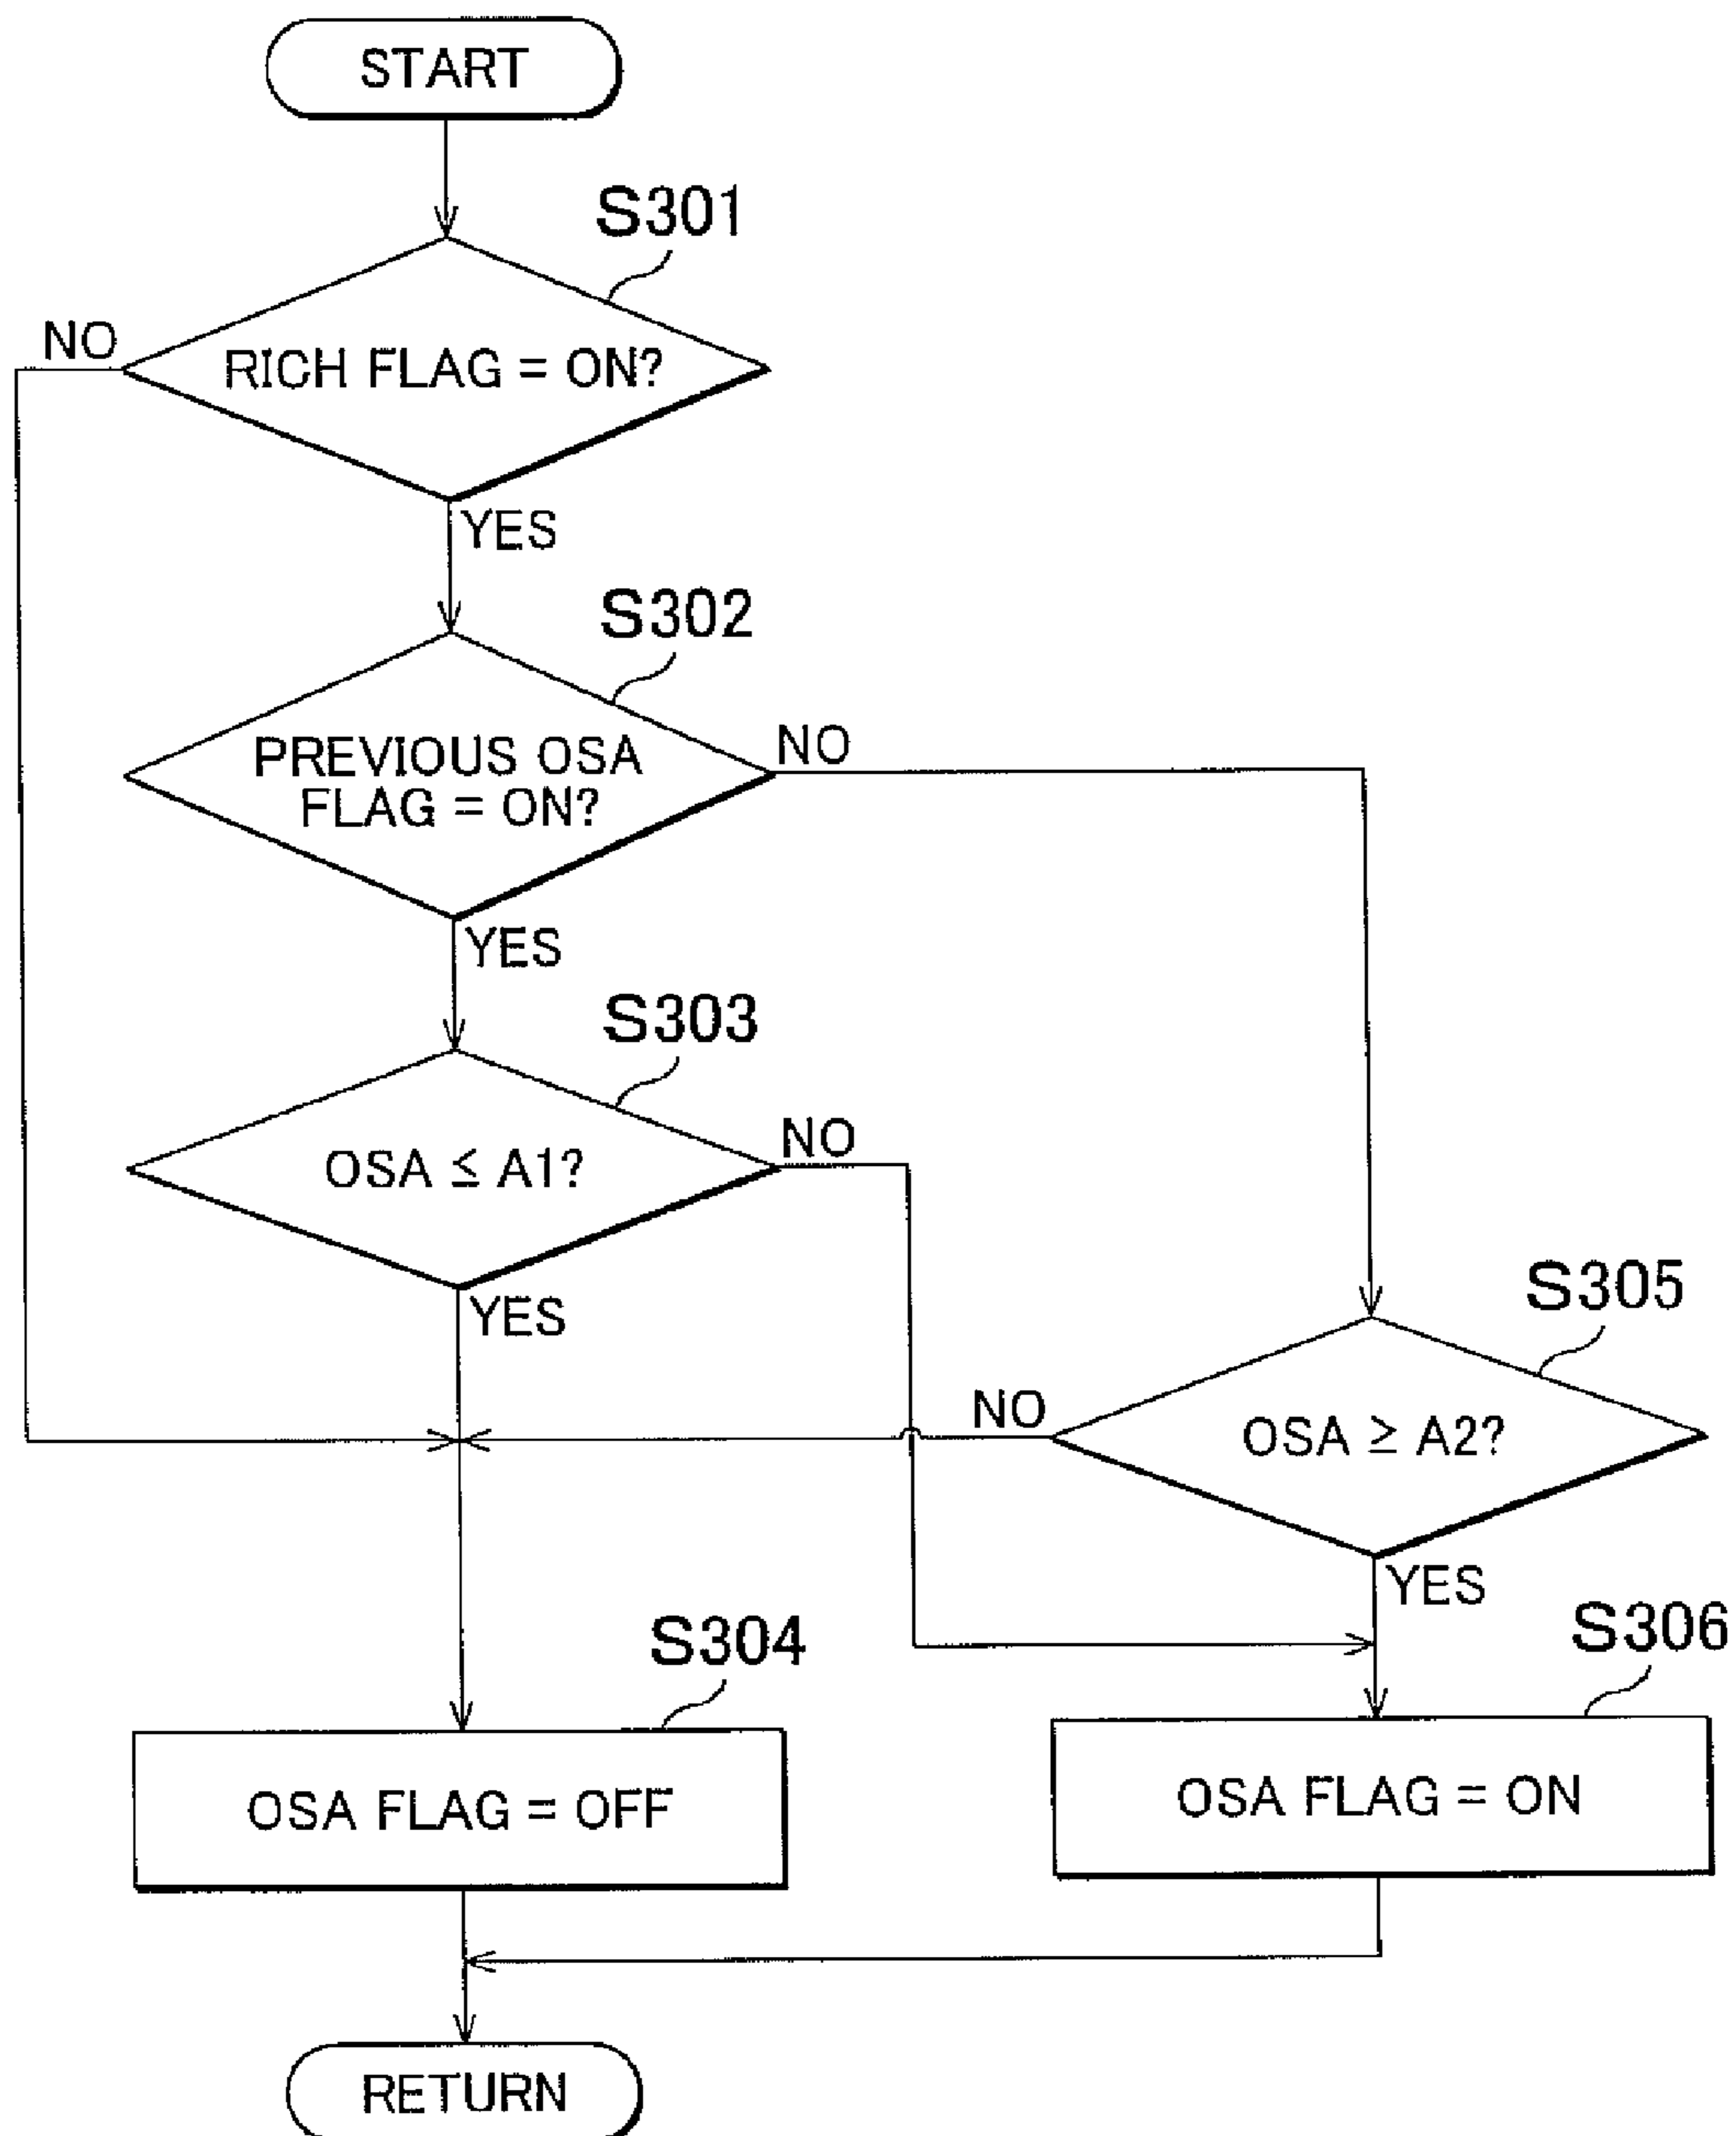 START
S301
NO
RICH FLAG = ON?
YES
S302
NO
PREVIOUS OSA
FLAG = ON?
YES
S303
NO
OSA ≤ A1?
YES
S305
NO
OSA ≥ A2?
YES
S304
S306
OSA FLAG = OFF
OSA FLAG = ON
RETURN